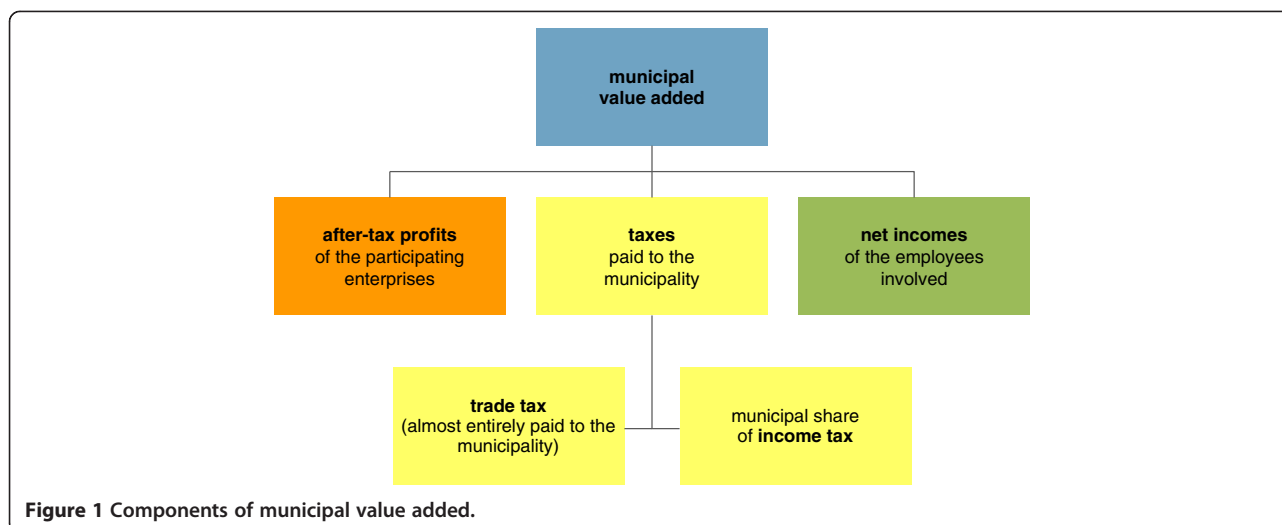 municipal
value added
after-tax profits
of the participating
enterprises
taxes
paid to the
municipality
net incomes
of the employees
involved
trade tax
(almost entirely paid to the
municipality)
municipal share
of income tax
Figure 1 Components of municipal value added.